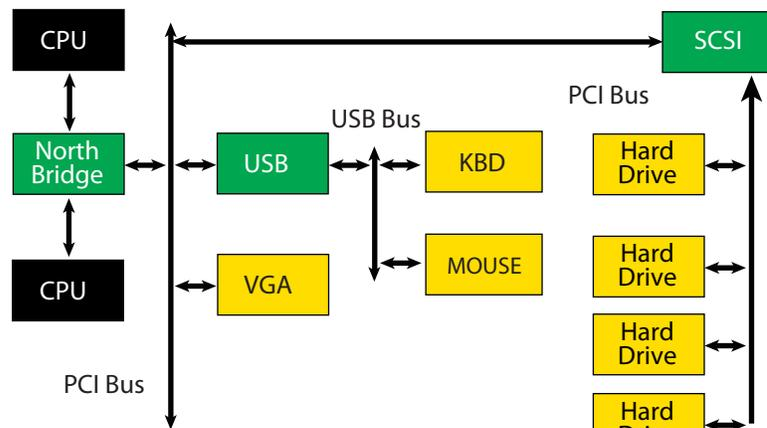 CPU
SCSI
PCI Bus
USB Bus
North
Bridge
USB
KBD
Hard
Drive
VGA
MOUSE
Hard
Drive
CPU
Hard
Drive
PCI Bus
Hard